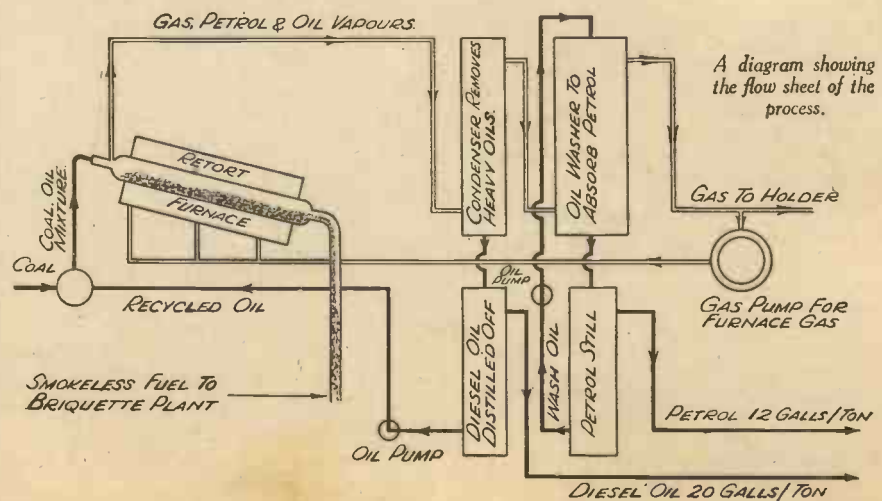 GAS, PETROL & OIL VAPOURS.
A diagram showing
the flow sheet of the
process.
RETORT
FURNACE
COAL. OIL
MIXTURE.
CONDENSER REMOVES
HEAVY OILS.
OIL WASHER TO
ABSORB PETROL
GAS TO HOLDER
COAL
RECYCLED OIL
OIL
PUMP
GAS PUMP FOR
FURNACE GAS
DIESEL OIL
DISTILLED OFF
WASH OIL
PETROL STILL
SMOKELESS FUEL TO
BRIQUETTE PLANT
OIL PUMP
PETROL 12 GALLS/TON
DIESEL OIL 20 GALLS/TON